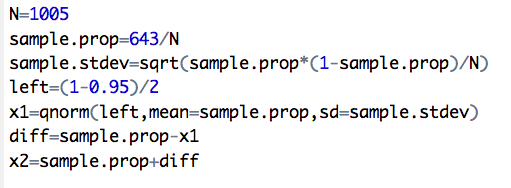 N=1005
sample.prop=643/N
sample.stdev=sqrt(sample.prop*(1-sample.prop)/N)
left=(1-0.95)/2
x1=qnorm(left,mean=sample.prop,sd=sample.stdev)
diff=sample.prop-x1
x2=sample.prop+diff